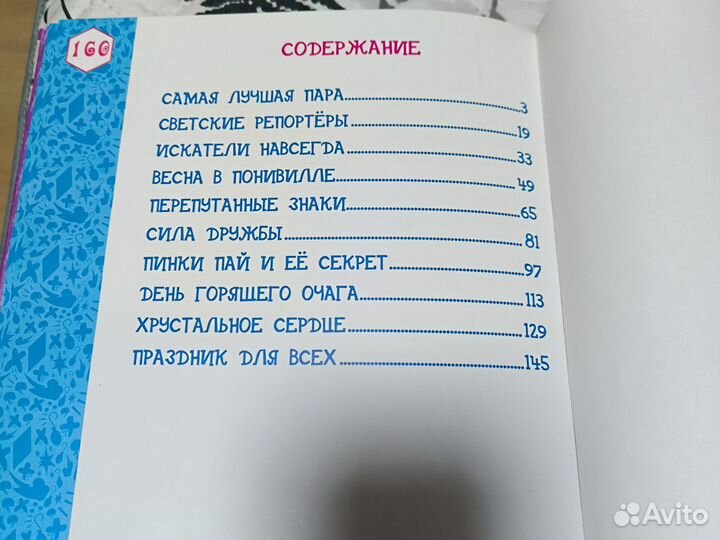 160
СОДЕРЖАНИЕ
САМАЯ ЛУЧШАЯ ПАРА 3
СВЕТСКИЕ РЕПОРТЁРЫ 19
ИСКАТЕЛИ НАВСЕГДА 33
ВЕСНА В ПОНИВИЛЛЕ 49
ПЕРЕПУТАННЫЕ ЗНАКИ 65
СИЛА ДРУЖБЫ 81
ПИНКИ ПАЙ И ЕЁ СЕКРЕТ 97
ДЕНЬ ГОРЯЩЕГО ОЧАГА 113
ХРУСТАЛЬНОЕ СЕРДЦЕ 129
ПРАЗДНИК ДЛЯ ВСЕХ 145
Avito